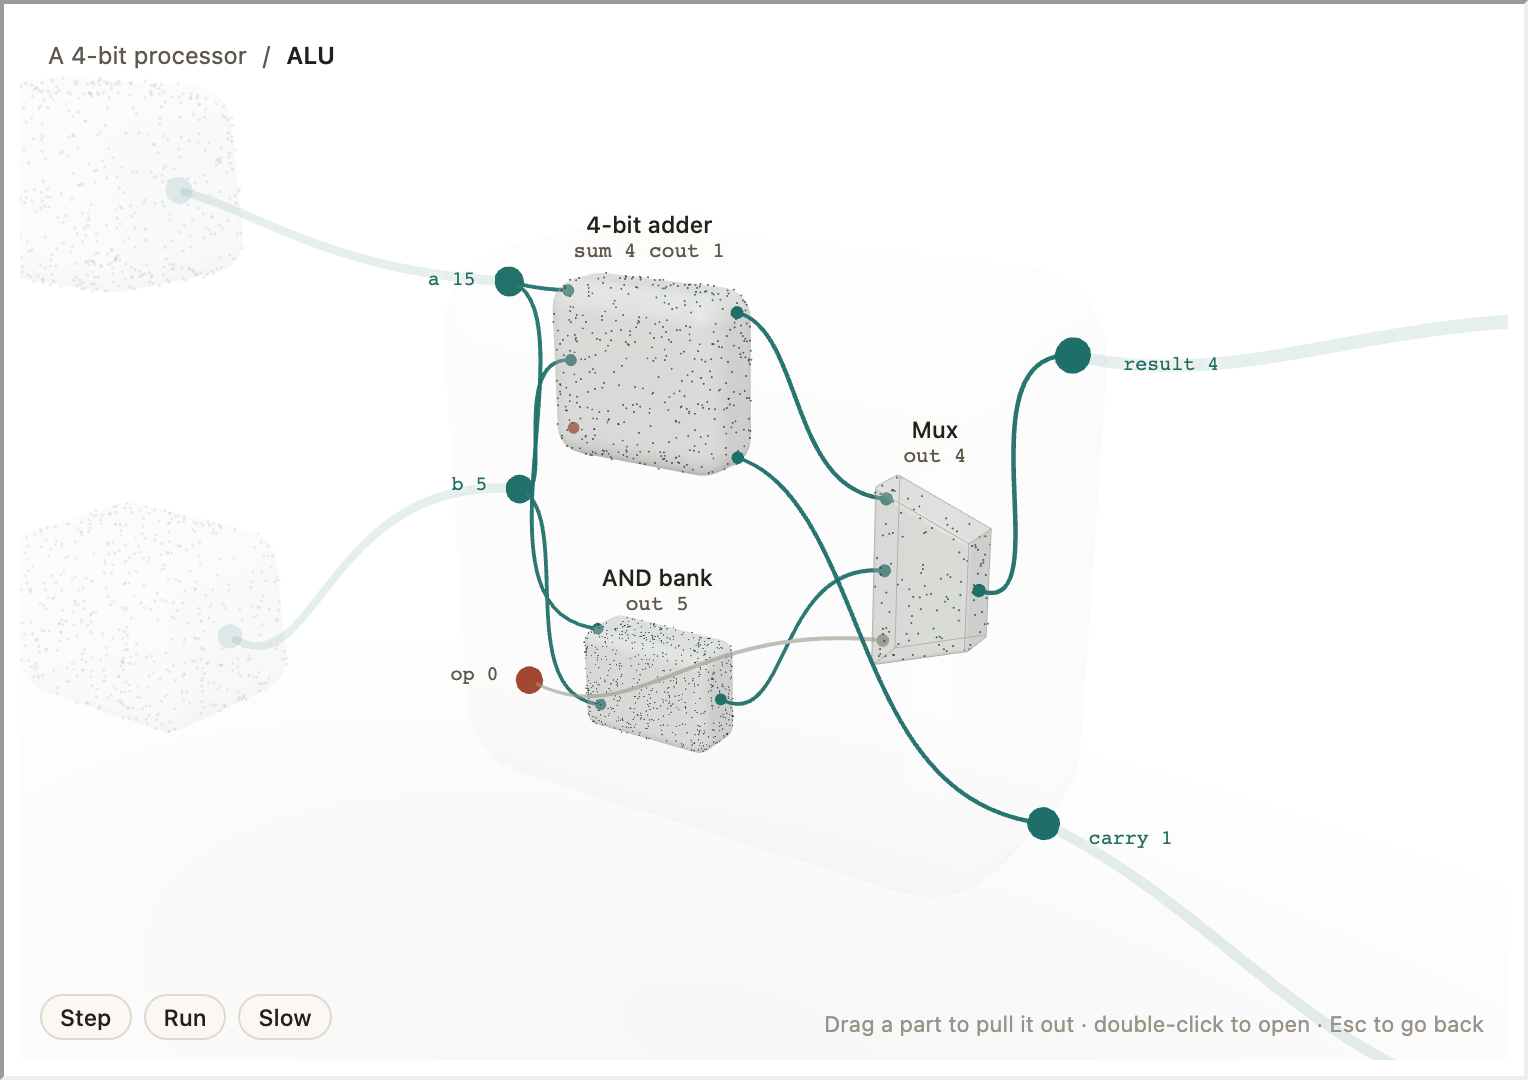 A 4-bit processor / ALU
4-bit adder
sum 4 cout 1
a 15
result 4
Mux
out 4
b 5
AND bank
out 5
op 0
carry 1
Step
Run
Slow
Drag a part to pull it out · double-click to open · Esc to go back